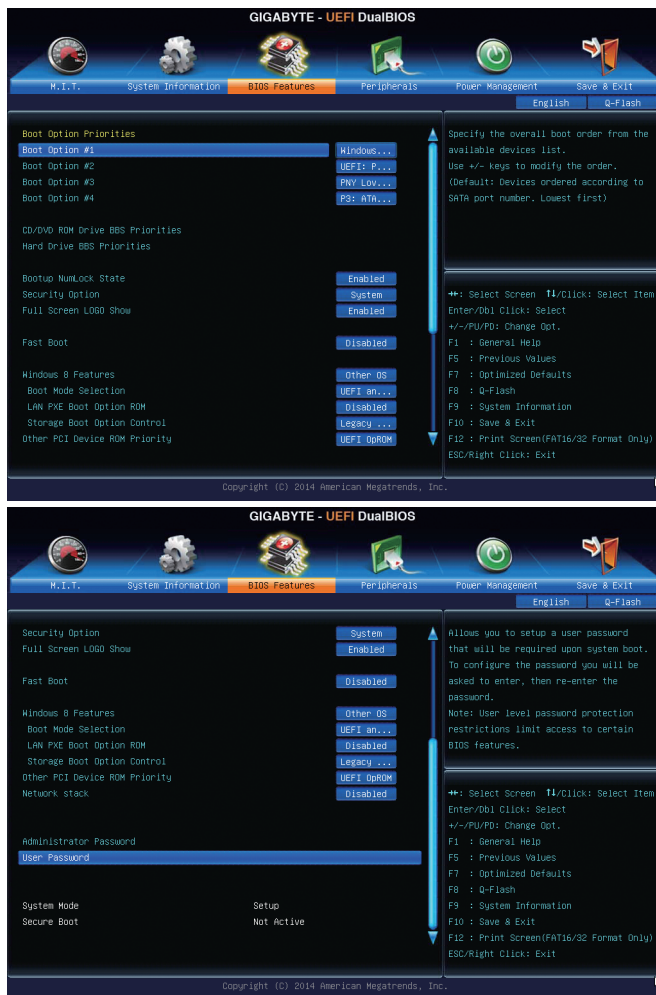 GIGABYTE - UEFI DualBIOS
M.I.T. System Information BIOS Features Peripherals Power Management Save & Exit
English Q-Flash
Boot Option Priorities
Boot Option #1 Windows...
Boot Option #2 UEFI: P...
Boot Option #3 PNY Lov...
Boot Option #4 P3: ATA...
CD/DVD ROM Drive BBS Priorities
Hard Drive BBS Priorities
Bootup NumLock State Enabled
Security Option System
Full Screen LOGO Show Enabled
Fast Boot Disabled
Windows 8 Features Other OS
Boot Mode Selection UEFI an...
LAN PXE Boot Option ROM Disabled
Storage Boot Option Control Legacy ...
Other PCI Device ROM Priority UEFI OpROM
Specify the overall boot order from the
available devices list.
Use +/- keys to modify the order.
(Default: Devices ordered according to
SATA port number. Lowest first)
→←: Select Screen ↑↓/Click: Select Item
Enter/Dbl Click: Select
+/-/PU/PD: Change Opt.
F1 : General Help
F5 : Previous Values
F7 : Optimized Defaults
F8 : Q-Flash
F9 : System Information
F10 : Save & Exit
F12 : Print Screen(FAT16/32 Format Only)
ESC/Right Click: Exit
Copyright (C) 2014 American Megatrends, Inc.
GIGABYTE - UEFI DualBIOS
M.I.T. System Information BIOS Features Peripherals Power Management Save & Exit
English Q-Flash
Security Option System
Full Screen LOGO Show Enabled
Fast Boot Disabled
Windows 8 Features Other OS
Boot Mode Selection UEFI an...
LAN PXE Boot Option ROM Disabled
Storage Boot Option Control Legacy ...
Other PCI Device ROM Priority UEFI OpROM
Network stack Disabled
Administrator Password
User Password
System Mode Setup
Secure Boot Not Active
Allows you to setup a user password
that will be required upon system boot.
To configure the password you will be
asked to enter, then re-enter the
password.
Note: User level password protection
restrictions limit access to certain
BIOS features.
→←: Select Screen ↑↓/Click: Select Item
Enter/Dbl Click: Select
+/-/PU/PD: Change Opt.
F1 : General Help
F5 : Previous Values
F7 : Optimized Defaults
F8 : Q-Flash
F9 : System Information
F10 : Save & Exit
F12 : Print Screen(FAT16/32 Format Only)
ESC/Right Click: Exit
Copyright (C) 2014 American Megatrends, Inc.